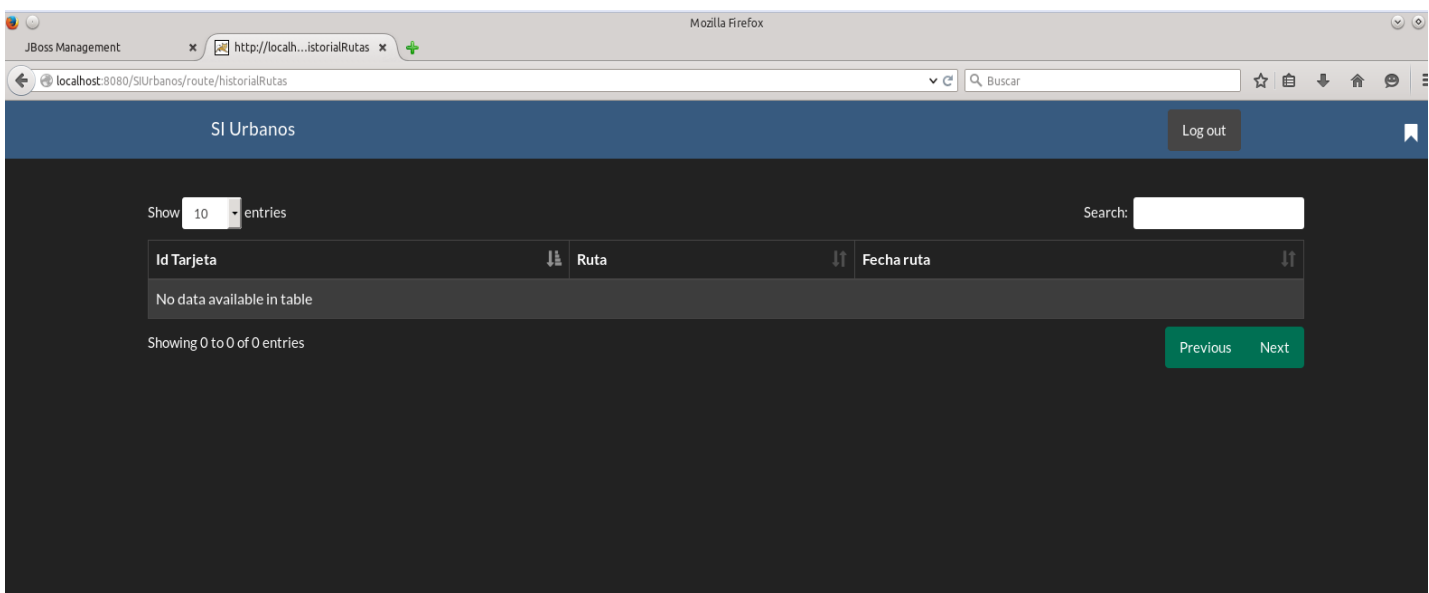 Mozilla Firefox
JBoss Management
http://localh...istorialRutas
localhost:8080/SIUrbanos/route/historialRutas
Buscar
SI Urbanos
Log out
Show 10 entries
Search:
Id Tarjeta
Ruta
Fecha ruta
No data available in table
Showing 0 to 0 of 0 entries
Previous
Next